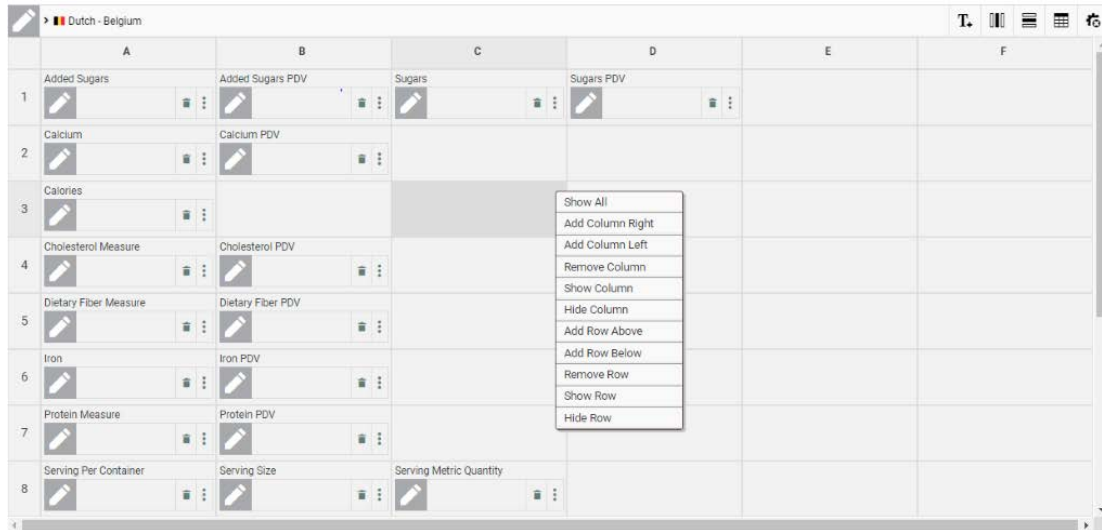 > Dutch - Belgium
T+
A B C D E F
Added Sugars Added Sugars PDV Sugars Sugars PDV
1
Calcium Calcium PDV
2
Calories
3
Show All
Add Column Right
Cholesterol Measure Cholesterol PDV
Add Column Left
4
Remove Column
Show Column
Dietary Fiber Measure Dietary Fiber PDV
Hide Column
5
Add Row Above
Add Row Below
Iron Iron PDV
6
Remove Row
Show Row
Protein Measure Protein PDV
Hide Row
7
Serving Per Container Serving Size Serving Metric Quantity
8